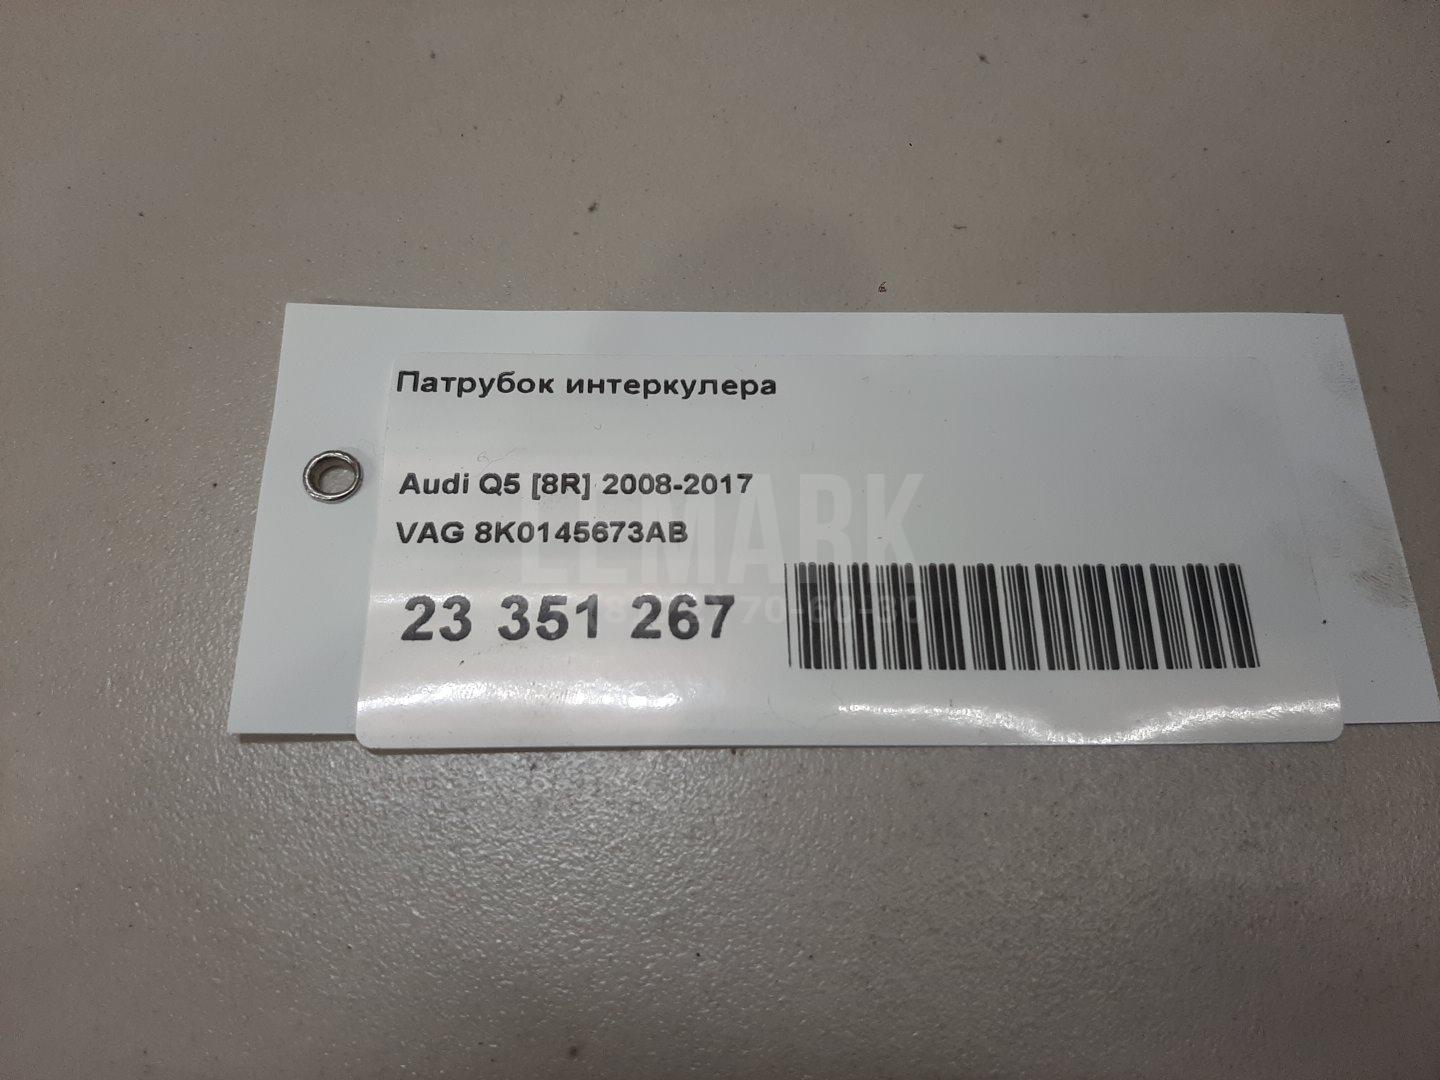 Патрубок интеркулера
Audi Q5 [8R] 2008-2017
VAG 8K0145673AB
23 351 267